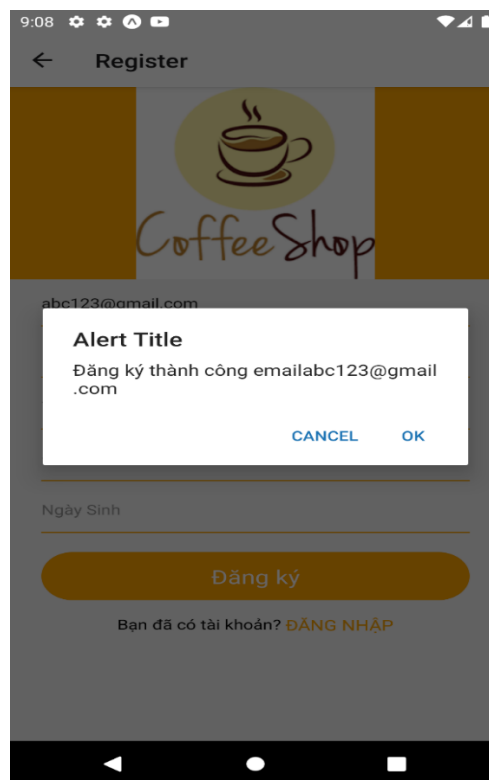 9:08
Register
CoffeeShop
abc123@gmail.com
Alert Title
Đăng ký thành công emailabc123@gmail
.com
CANCEL OK
Ngày Sinh
Đăng ký
Bạn đã có tài khoản? ĐĂNG NHẬP